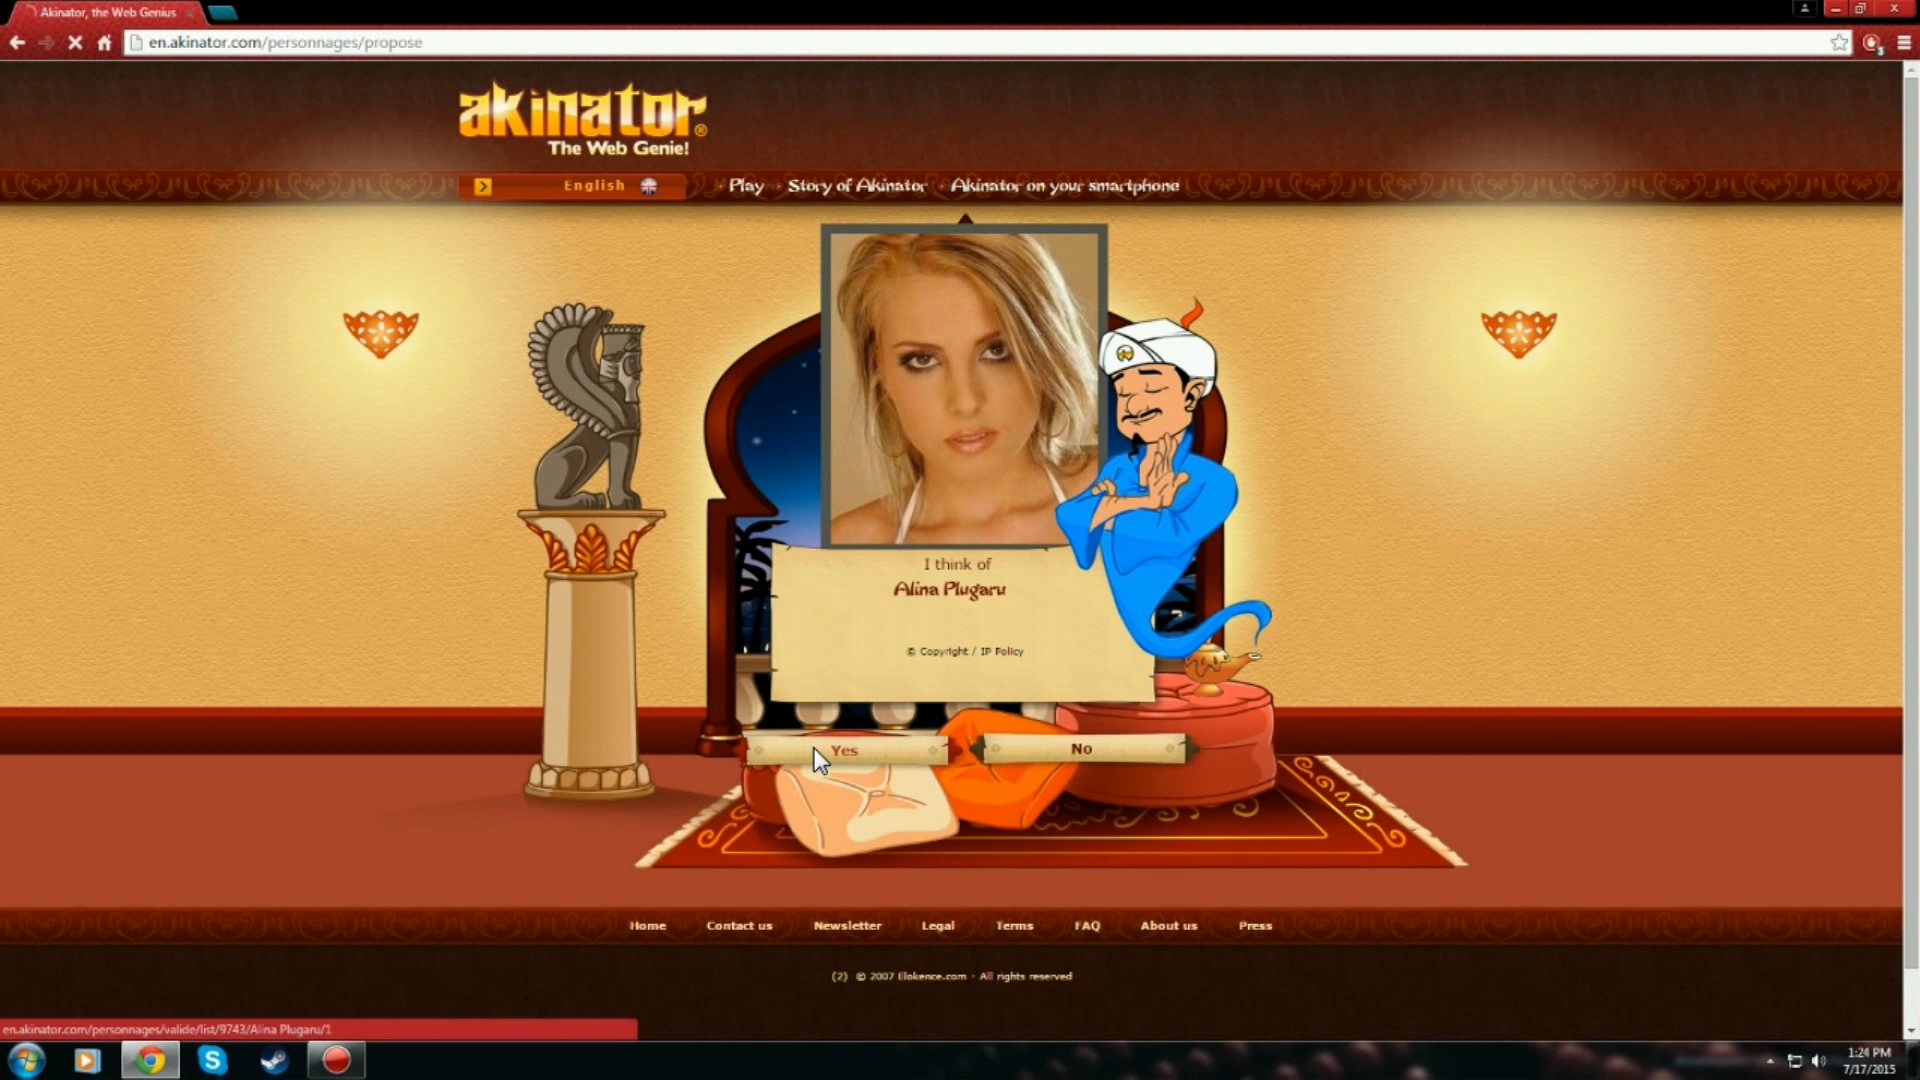 Akinator, the Web Genius
en.akinator.com/personnages/propose
3
akinator®
The Web Genie!
English
Play
Story of Akinator
Akinator on your smartphone
I think of
Alina Plugaru
© Copyright / IP Policy
Yes
No
Home
Contact us
Newsletter
Legal
Terms
FAQ
About us
Press
(2) © 2007 Elokence.com - All rights reserved
en.akinator.com/personnages/valide/list/9743/Alina Plugaru/1
1:24 PM
7/17/2015